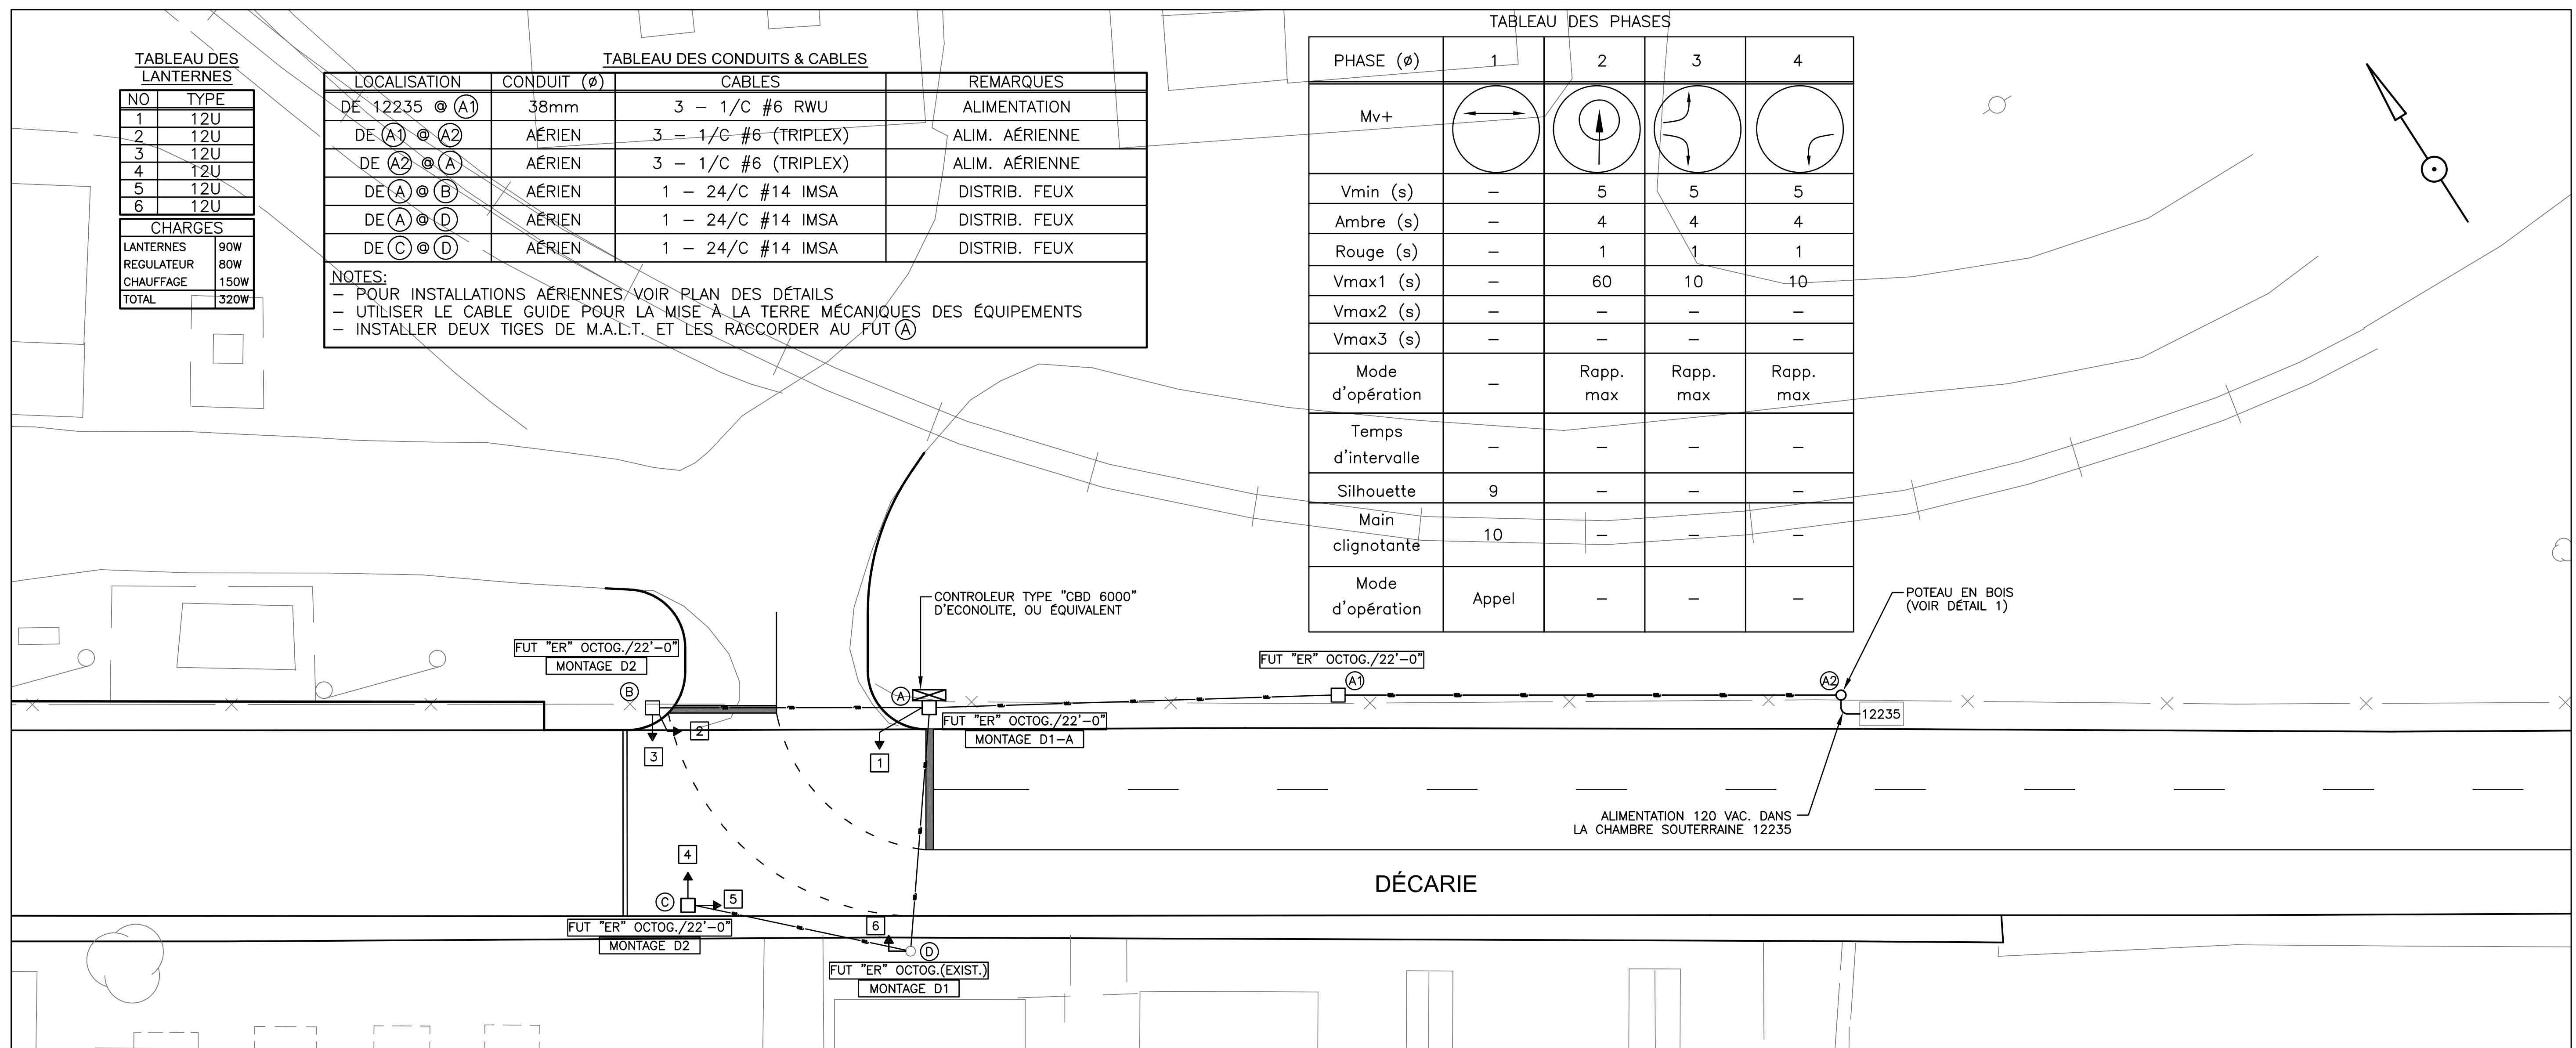 TABLEAU DES
LANTERNES
NO TYPE
1 12U
2 12U
3 12U
4 12U
5 12U
6 12U
CHARGES
LANTERNES 90W
REGULATEUR 80W
CHAUFFAGE 150W
TOTAL 320W
TABLEAU DES CONDUITS & CABLES
LOCALISATION CONDUIT (ø) CABLES REMARQUES
DE 12235 @ A1 38mm 3 – 1/C #6 RWU ALIMENTATION
DE A1 @ A2 AÉRIEN 3 – 1/C #6 (TRIPLEX) ALIM. AÉRIENNE
DE A2 @ A AÉRIEN 3 – 1/C #6 (TRIPLEX) ALIM. AÉRIENNE
DE A @ B AÉRIEN 1 – 24/C #14 IMSA DISTRIB. FEUX
DE A @ D AÉRIEN 1 – 24/C #14 IMSA DISTRIB. FEUX
DE C @ D AÉRIEN 1 – 24/C #14 IMSA DISTRIB. FEUX
NOTES:
– POUR INSTALLATIONS AÉRIENNES VOIR PLAN DES DÉTAILS
– UTILISER LE CABLE GUIDE POUR LA MISE À LA TERRE MÉCANIQUES DES ÉQUIPEMENTS
– INSTALLER DEUX TIGES DE M.A.L.T. ET LES RACCORDER AU FUT A
TABLEAU DES PHASES
PHASE (ø) 1 2 3 4
Mv+
Vmin (s) – 5 5 5
Ambre (s) – 4 4 4
Rouge (s) – 1 1 1
Vmax1 (s) – 60 10 10
Vmax2 (s) – – – –
Vmax3 (s) – – – –
Mode Rapp. Rapp. Rapp.
d'opération – max max max
Temps
d'intervalle – – – –
Silhouette 9 – – –
Main
clignotante 10 – – –
Mode
d'opération Appel – – –
CONTROLEUR TYPE "CBD 6000"
D'ECONOLITE, OU ÉQUIVALENT
POTEAU EN BOIS
(VOIR DÉTAIL 1)
FUT "ER" OCTOG./22'-0"
MONTAGE D2
B
A
FUT "ER" OCTOG./22'-0"
A1
A2
12235
FUT "ER" OCTOG./22'-0"
MONTAGE D1-A
2
3
1
ALIMENTATION 120 VAC. DANS
LA CHAMBRE SOUTERRAINE 12235
4
DÉCARIE
C
5
FUT "ER" OCTOG./22'-0"
MONTAGE D2
6
D
FUT "ER" OCTOG.(EXIST.)
MONTAGE D1